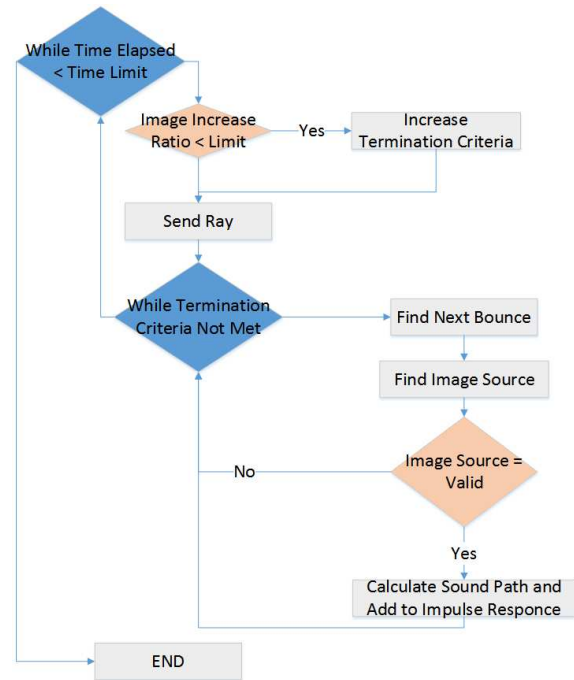 While Time Elapsed
< Time Limit
Image Increase
Ratio < Limit
Yes
Increase
Termination Criteria
Send Ray
While Termination
Criteria Not Met
Find Next Bounce
Find Image Source
Image Source =
Valid
No
Yes
Calculate Sound Path and
Add to Impulse Responce
END